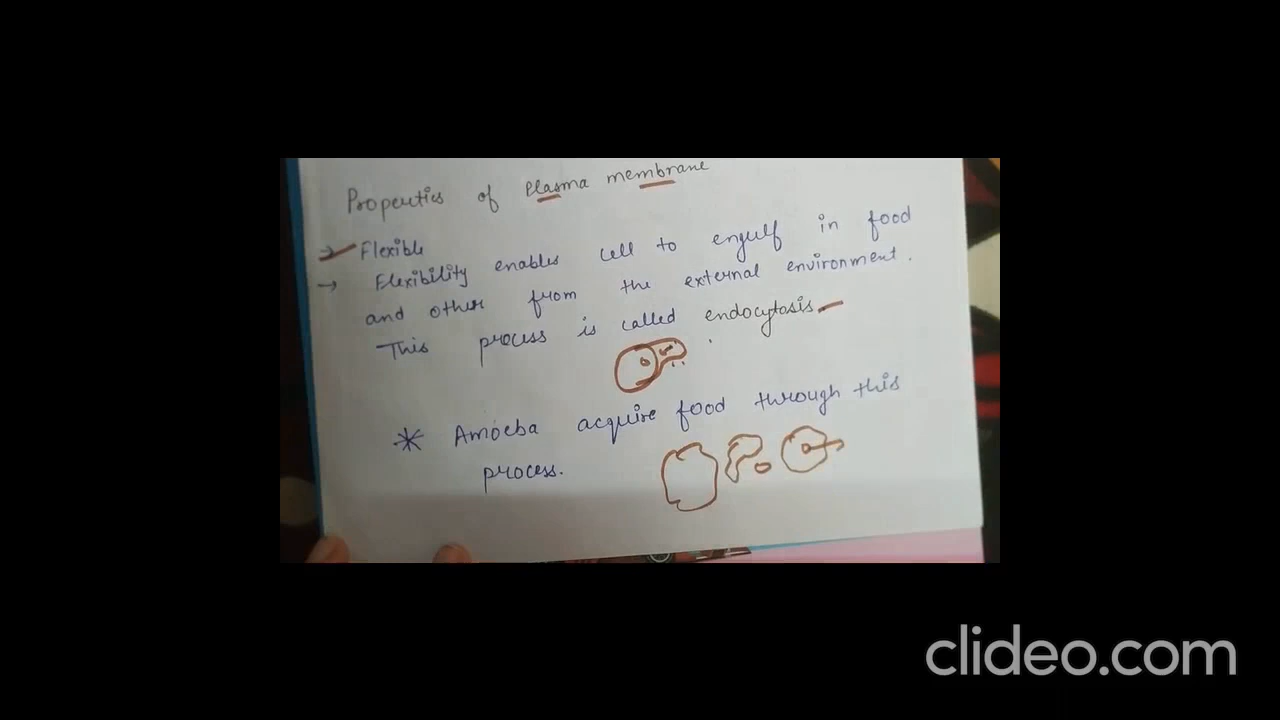 Properties of Plasma membrane
→ Flexible
→ Flexibility enables cell to engulf in food
and other from the external environment.
This process is called endocytosis
* Amoeba acquire food through this
process.
clideo.com